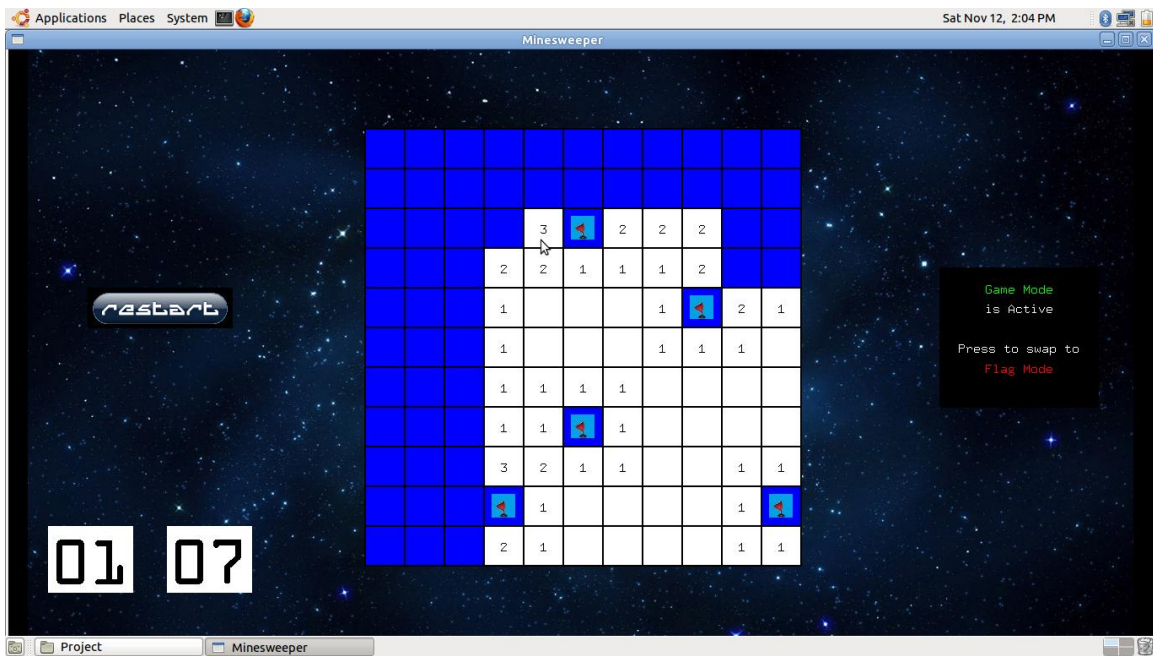 Applications Places System Sat Nov 12, 2:04 PM
Minesweeper
3 2 2 2
2 2 1 1 1 2
1 1 2 1
1 1 1 1
1 1 1 1
1 1 1
3 2 1 1 1 1
1 1
2 1 1 1
restart
Game Mode
is Active
Press to swap to
Flag Mode
01 07
Project Minesweeper